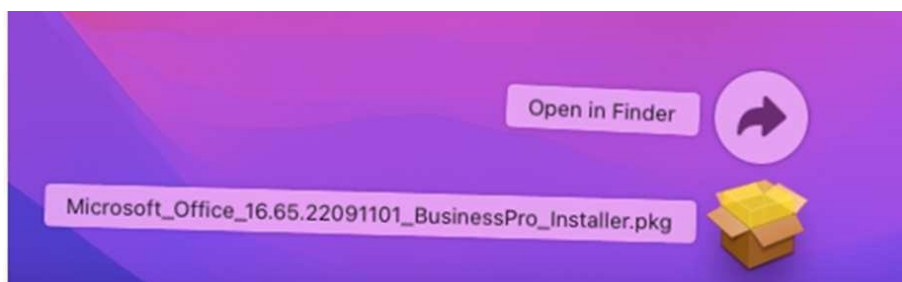 Open in Finder
Microsoft_Office_16.65.22091101_BusinessPro_Installer.pkg